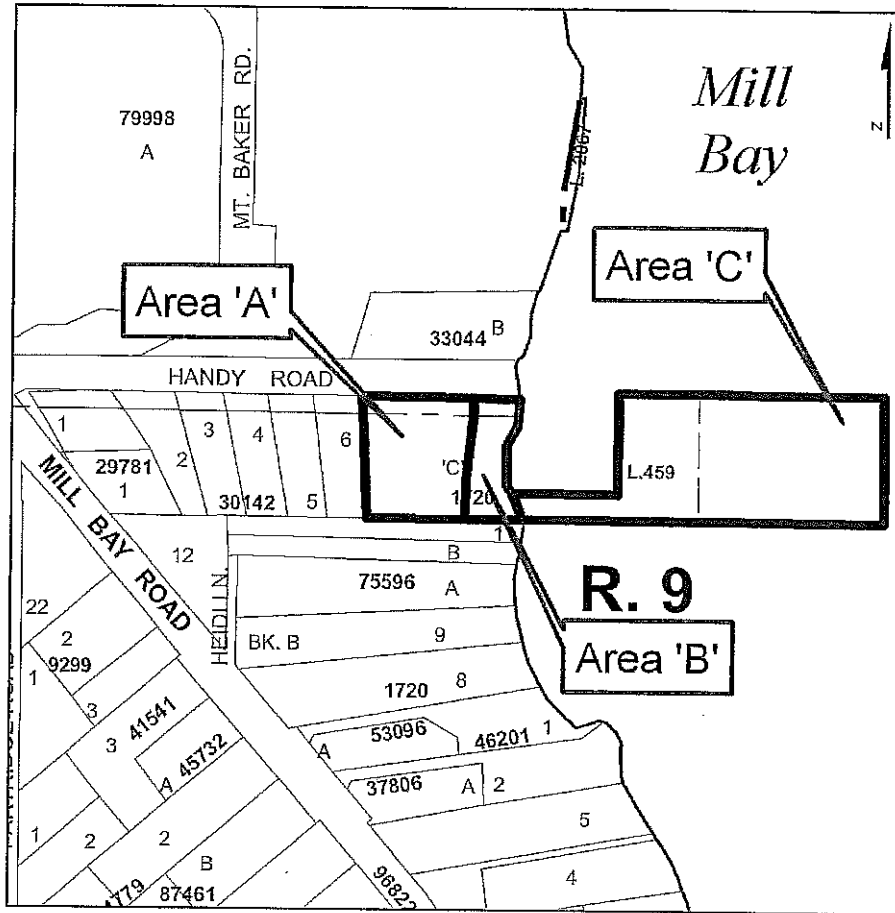 Mill
Bay
79998
A
MT. BAKER RD.
L. 2067
z
Area 'A'
Area 'C'
33044 B
HANDY ROAD
1
2
3
4
5
6
29781
1
30142
'C'
L.459
1
B
12
MILL BAY ROAD
HEIDI LN.
75596 A
R. 9
Area 'B'
BK. B
9
22
2
9299
1
3
1720 8
3
41541
53096
A
46201 1
45732
A
37806 A 2
5
1
2
2
B
4
87461